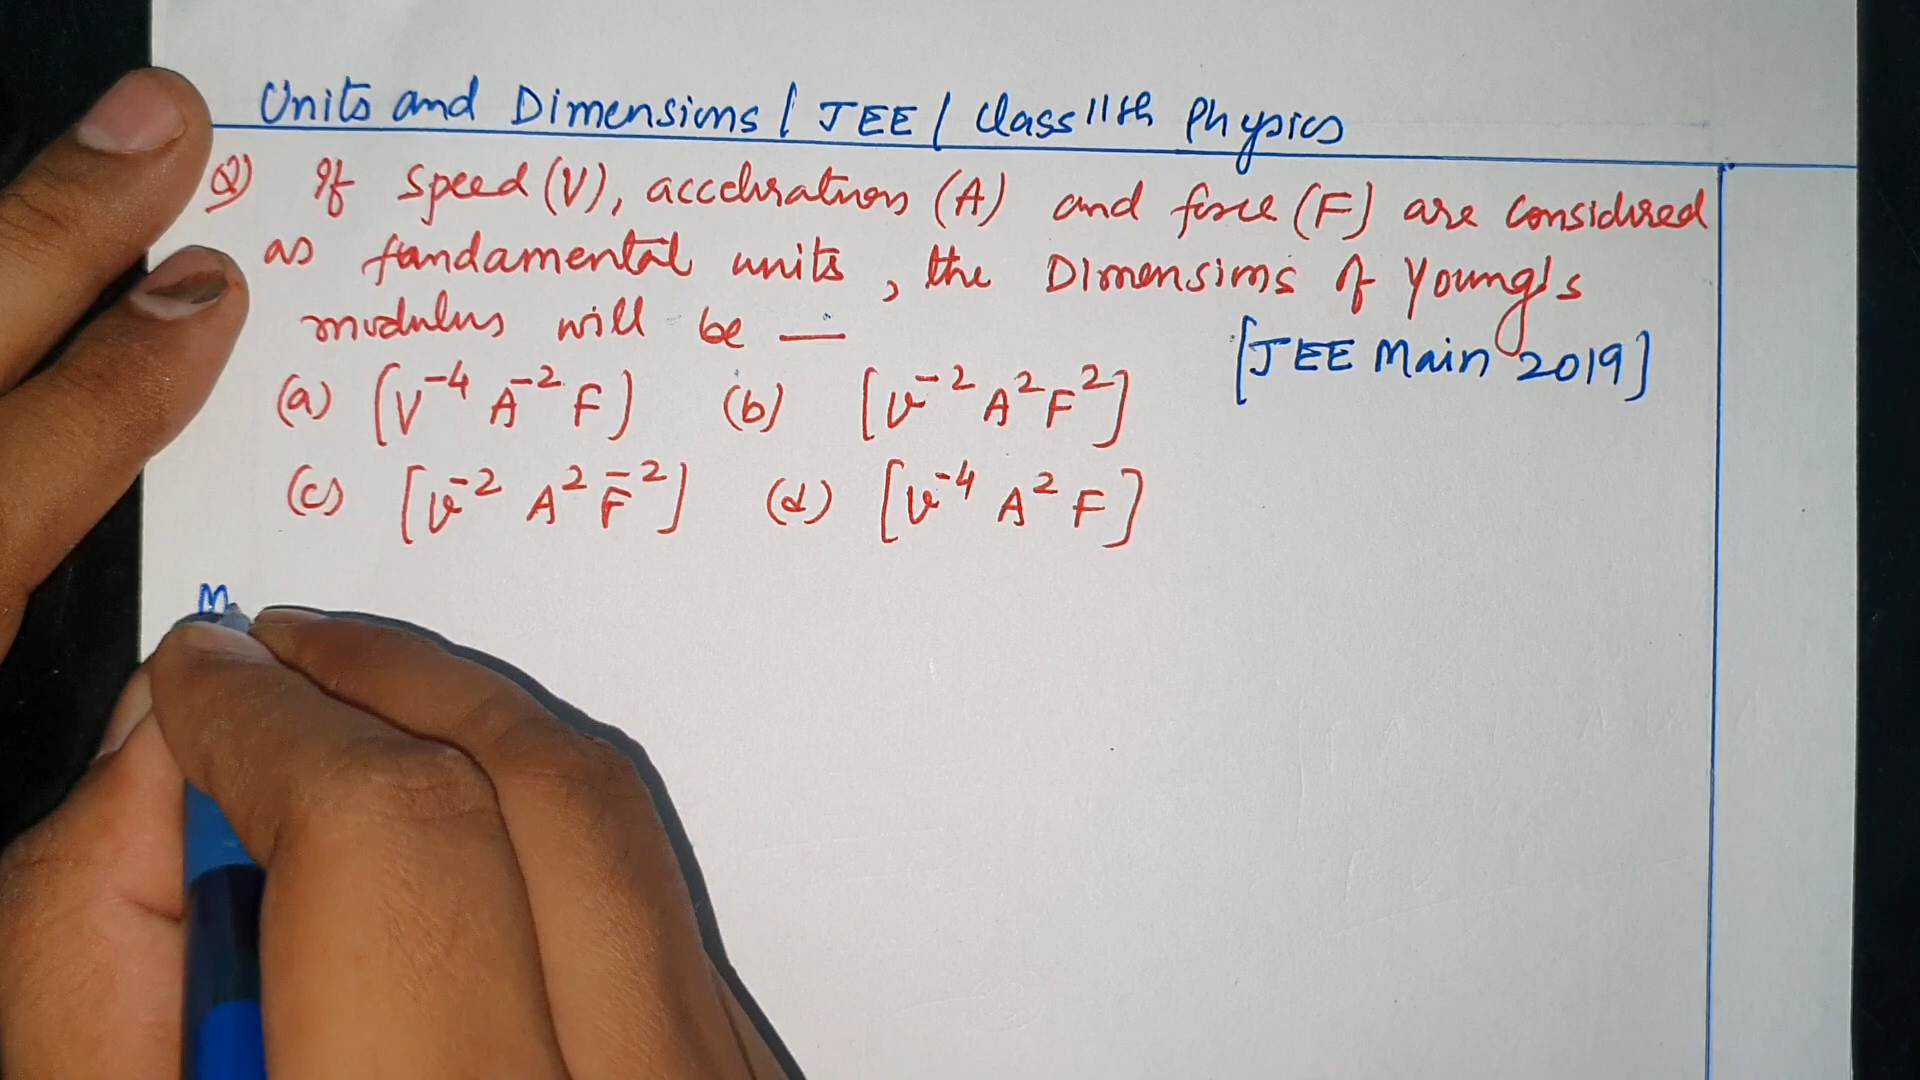 Units and Dimensions / JEE / Class 11th Physics
Q) If speed (V), acceleration (A) and force (F) are considered
as fundamental units, the Dimensions of Young's
modulus will be —
[JEE Main 2019]
(a) [V⁻⁴ A⁻² F] (b) [V⁻² A² F²]
(c) [V⁻² A² F⁻²] (d) [V⁻⁴ A² F]
M